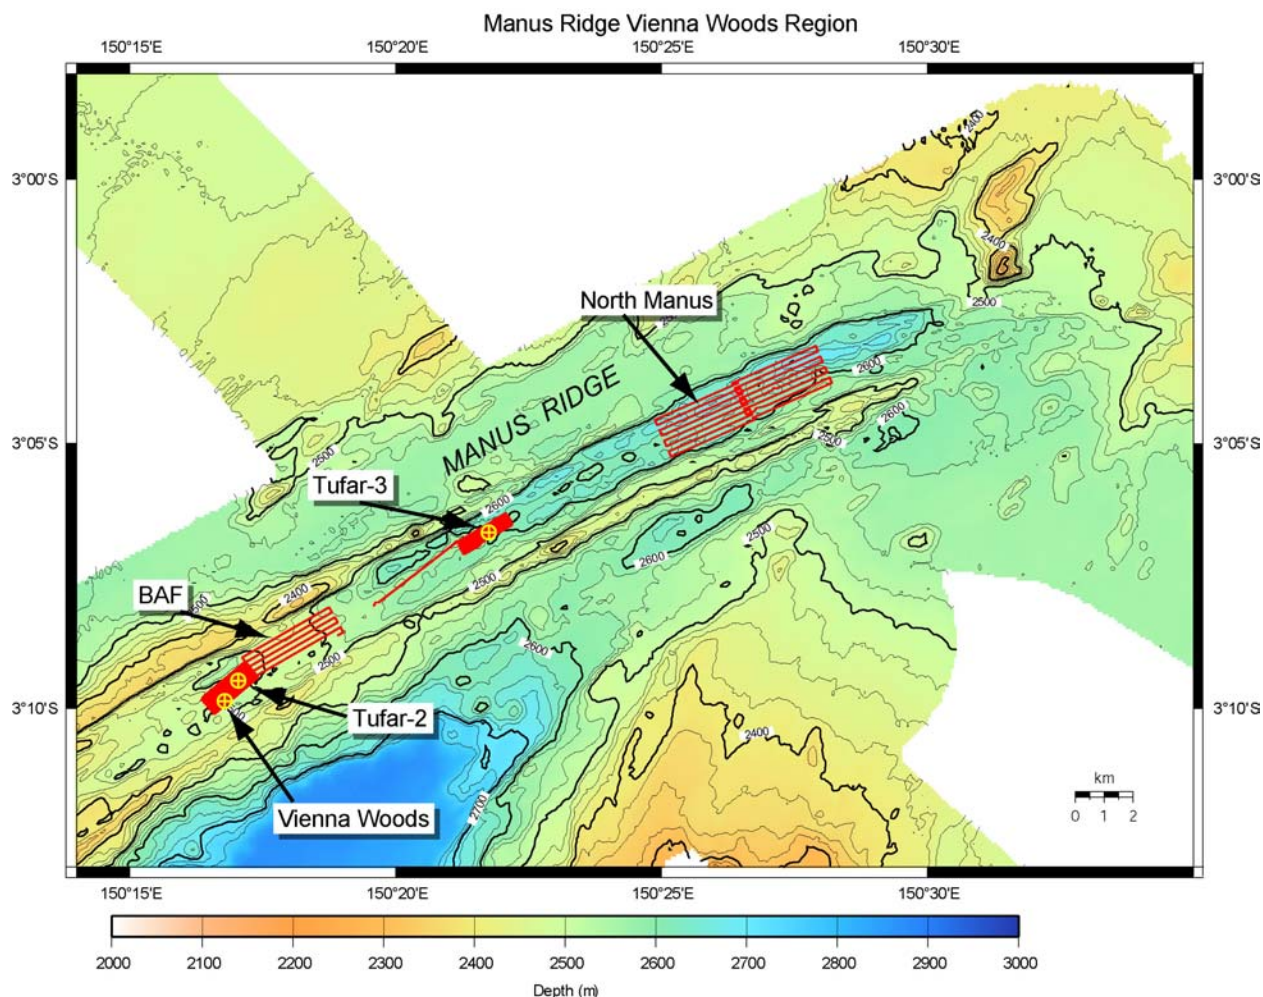 Manus Ridge Vienna Woods Region
150°15'E 150°20'E 150°25'E 150°30'E
2400
3°00'S 3°00'S
2400
North Manus
2500
2600
MANUS RIDGE
2600
3°05'S 3°05'S
2500
2500
Tufar-3
2600
2500
2600
2500
BAF
2400
2500
2600
2500
3°10'S 3°10'S
Tufar-2
2400
Vienna Woods
2700
km
0 1 2
150°15'E 150°20'E 150°25'E 150°30'E
2000 2100 2200 2300 2400 2500 2600 2700 2800 2900 3000
Depth (m)